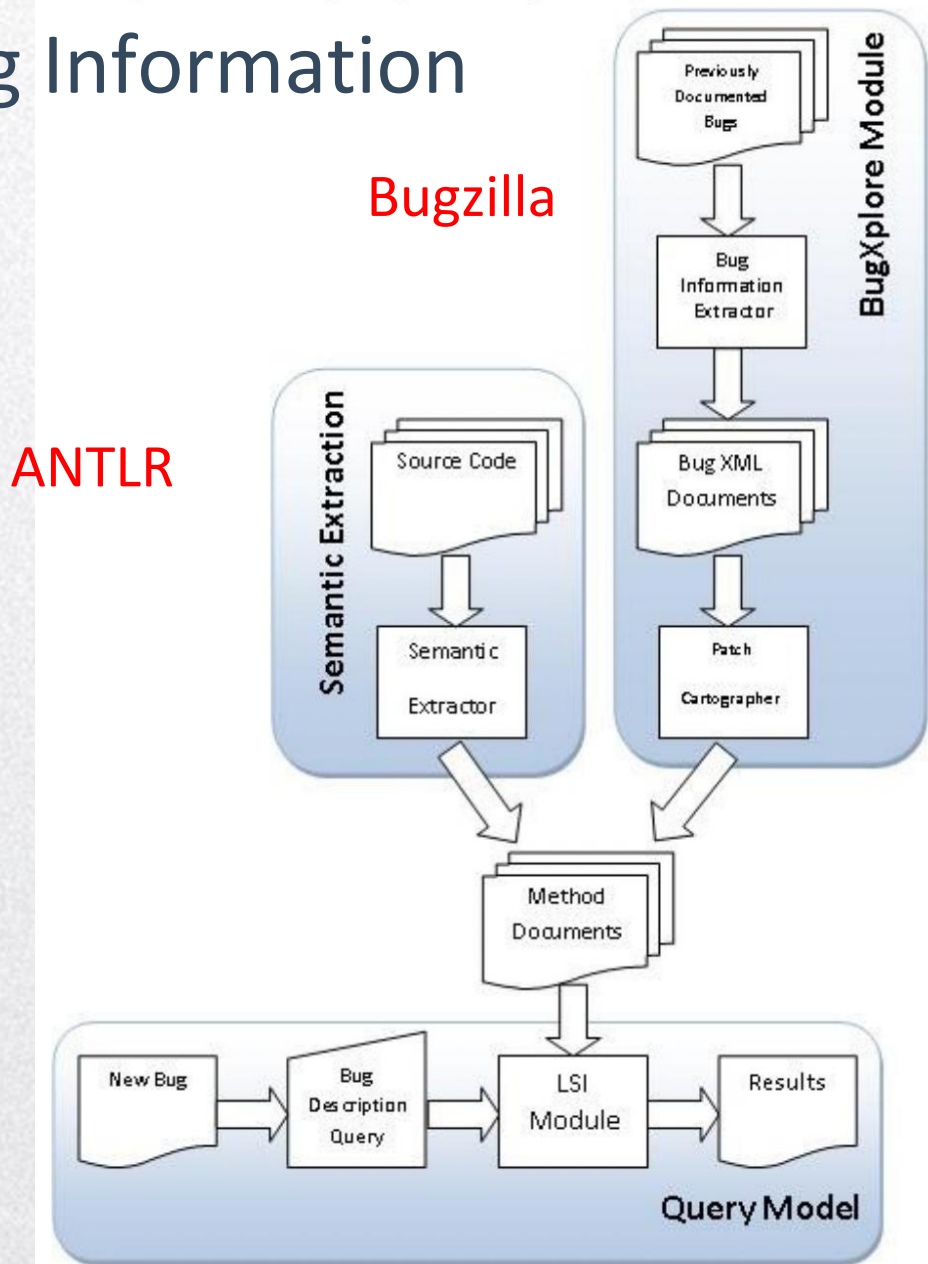 g Information
Bugzilla
ANTLR
Previously
Documented
Bugs
Bug
Information
Extractor
Bug XML
Documents
Patch
Cartographer
BugXplore Module
Semantic Extraction
Source Code
Semantic
Extractor
Method
Documents
New Bug
Bug
Description
Query
LSI
Module
Results
Query Model